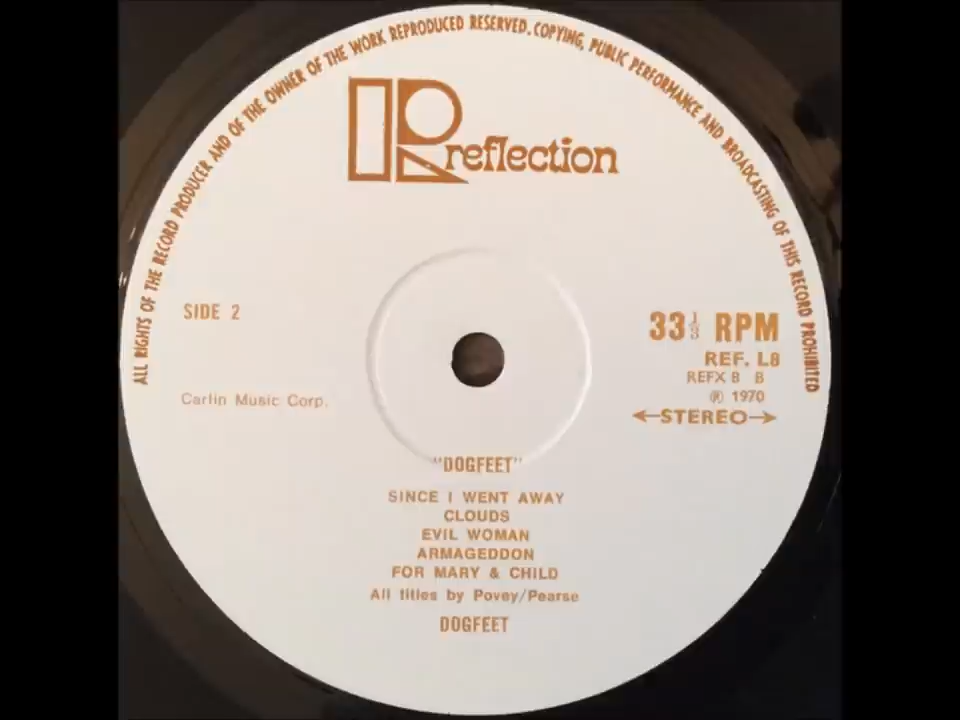 ALL RIGHTS OF THE RECORD PRODUCER AND OF THE OWNER OF THE WORK REPRODUCED RESERVED. COPYING, PUBLIC PERFORMANCE AND BROADCASTING OF THIS RECORD PROHIBITED
reflection
SIDE 2
33⅓ RPM
REF. L8
REFX 8 B
Ⓟ 1970
STEREO
Carlin Music Corp.
"DOGFEET"
SINCE I WENT AWAY
CLOUDS
EVIL WOMAN
ARMAGEDDON
FOR MARY & CHILD
All titles by Povey/Pearse
DOGFEET